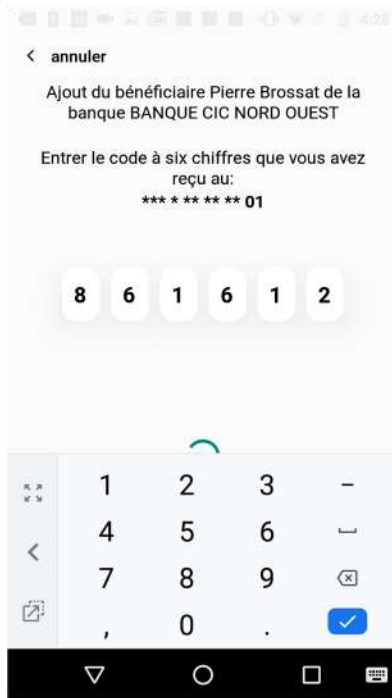 4:28
annuler
Ajout du bénéficiaire Pierre Brossat de la
banque BANQUE CIC NORD OUEST
Entrer le code à six chiffres que vous avez
reçu au:
*** * ** ** ** 01
8 6 1 6 1 2
1 2 3 –
4 5 6
7 8 9
, 0 .